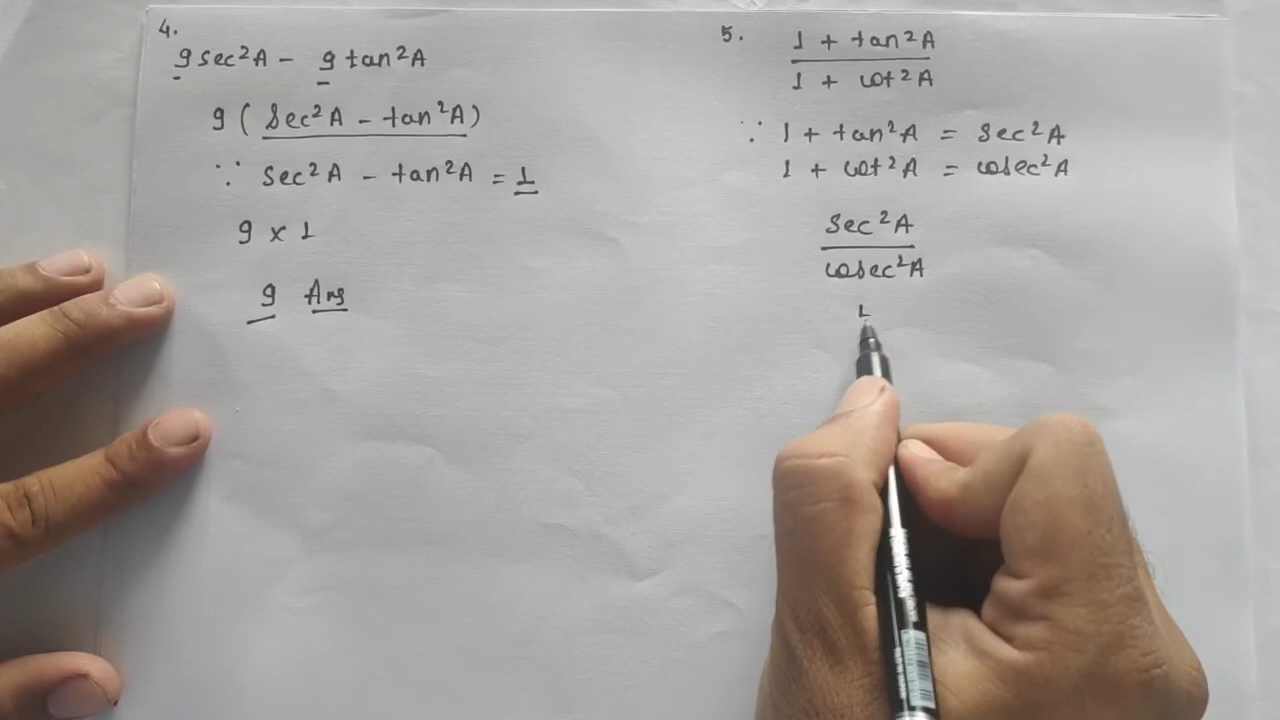 4.
9 sec²A - 9 tan²A
9 ( Sec²A - tan²A )
∵ sec²A - tan²A = 1
9 × 1
9 Ans
5.
1 + tan²A
1 + cot²A
∵ 1 + tan²A = sec²A
1 + cot²A = cosec²A
sec²A
cosec²A
1